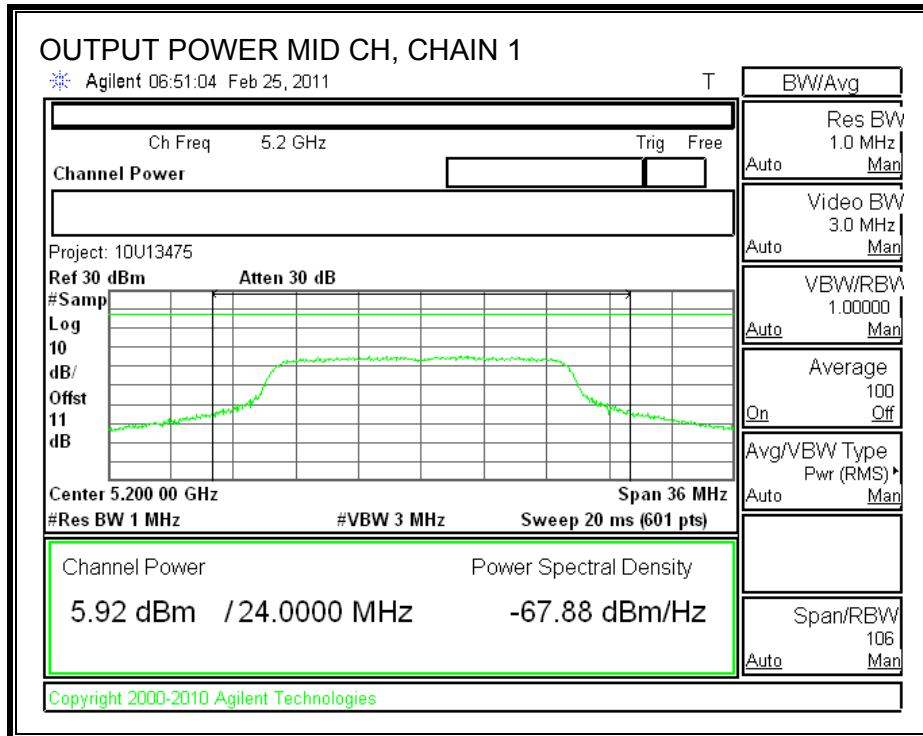 OUTPUT POWER MID CH, CHAIN 1
Agilent 06:51:04 Feb 25, 2011 T
BW/Avg
Ch Freq 5.2 GHz Trig Free
Channel Power
Project: 10U13475
Ref 30 dBm Atten 30 dB
#Samp
Log
10
dB/
Offst
11
dB
Center 5.200 00 GHz Span 36 MHz
#Res BW 1 MHz #VBW 3 MHz Sweep 20 ms (601 pts)
Channel Power Power Spectral Density
5.92 dBm / 24.0000 MHz -67.88 dBm/Hz
Copyright 2000-2010 Agilent Technologies
Res BW
1.0 MHz
Auto Man
Video BW
3.0 MHz
Auto Man
VBW/RBW
1.00000
Auto Man
Average
100
On Off
Avg/VBW Type
Pwr (RMS)
Auto Man
Span/RBW
106
Auto Man